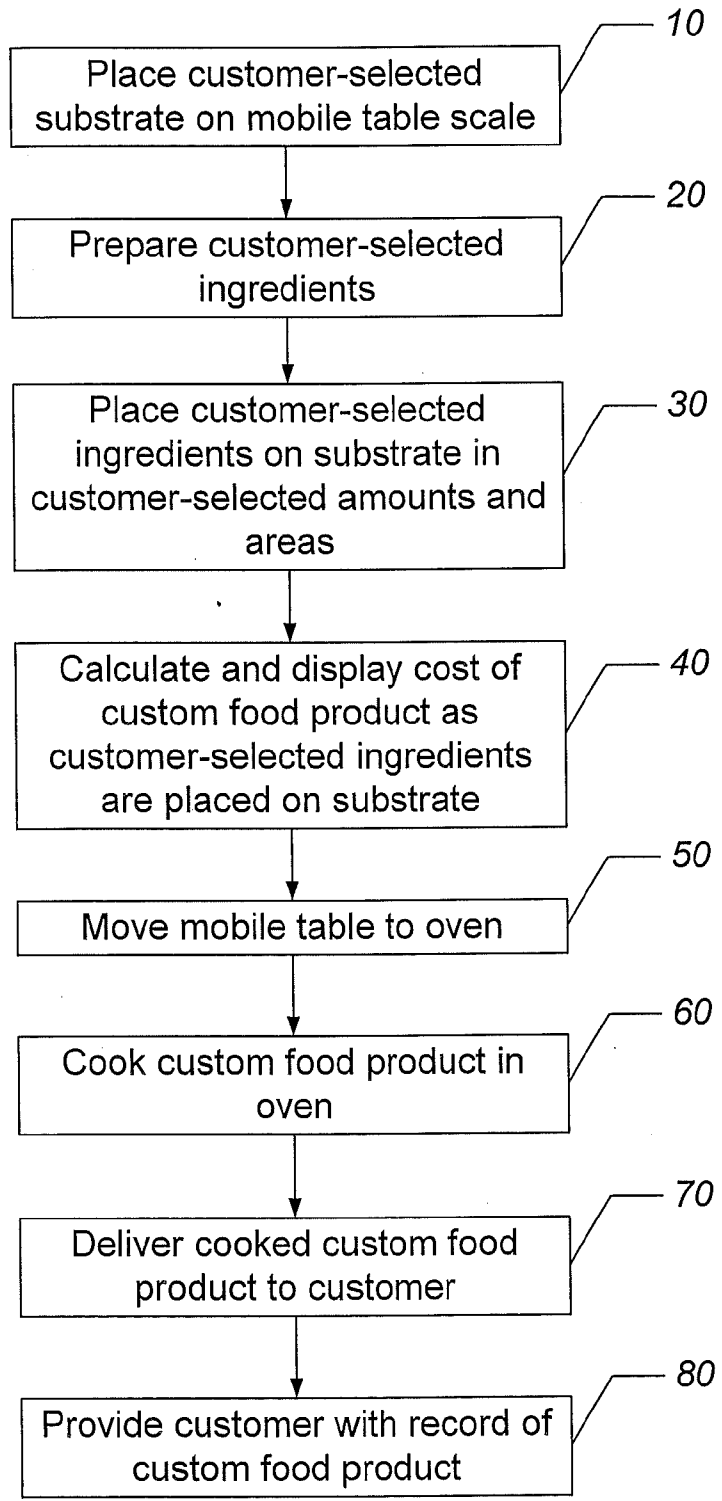 10
Place customer-selected
substrate on mobile table scale
20
Prepare customer-selected
ingredients
30
Place customer-selected
ingredients on substrate in
customer-selected amounts and
areas
40
Calculate and display cost of
custom food product as
customer-selected ingredients
are placed on substrate
50
Move mobile table to oven
60
Cook custom food product in
oven
70
Deliver cooked custom food
product to customer
80
Provide customer with record of
custom food product